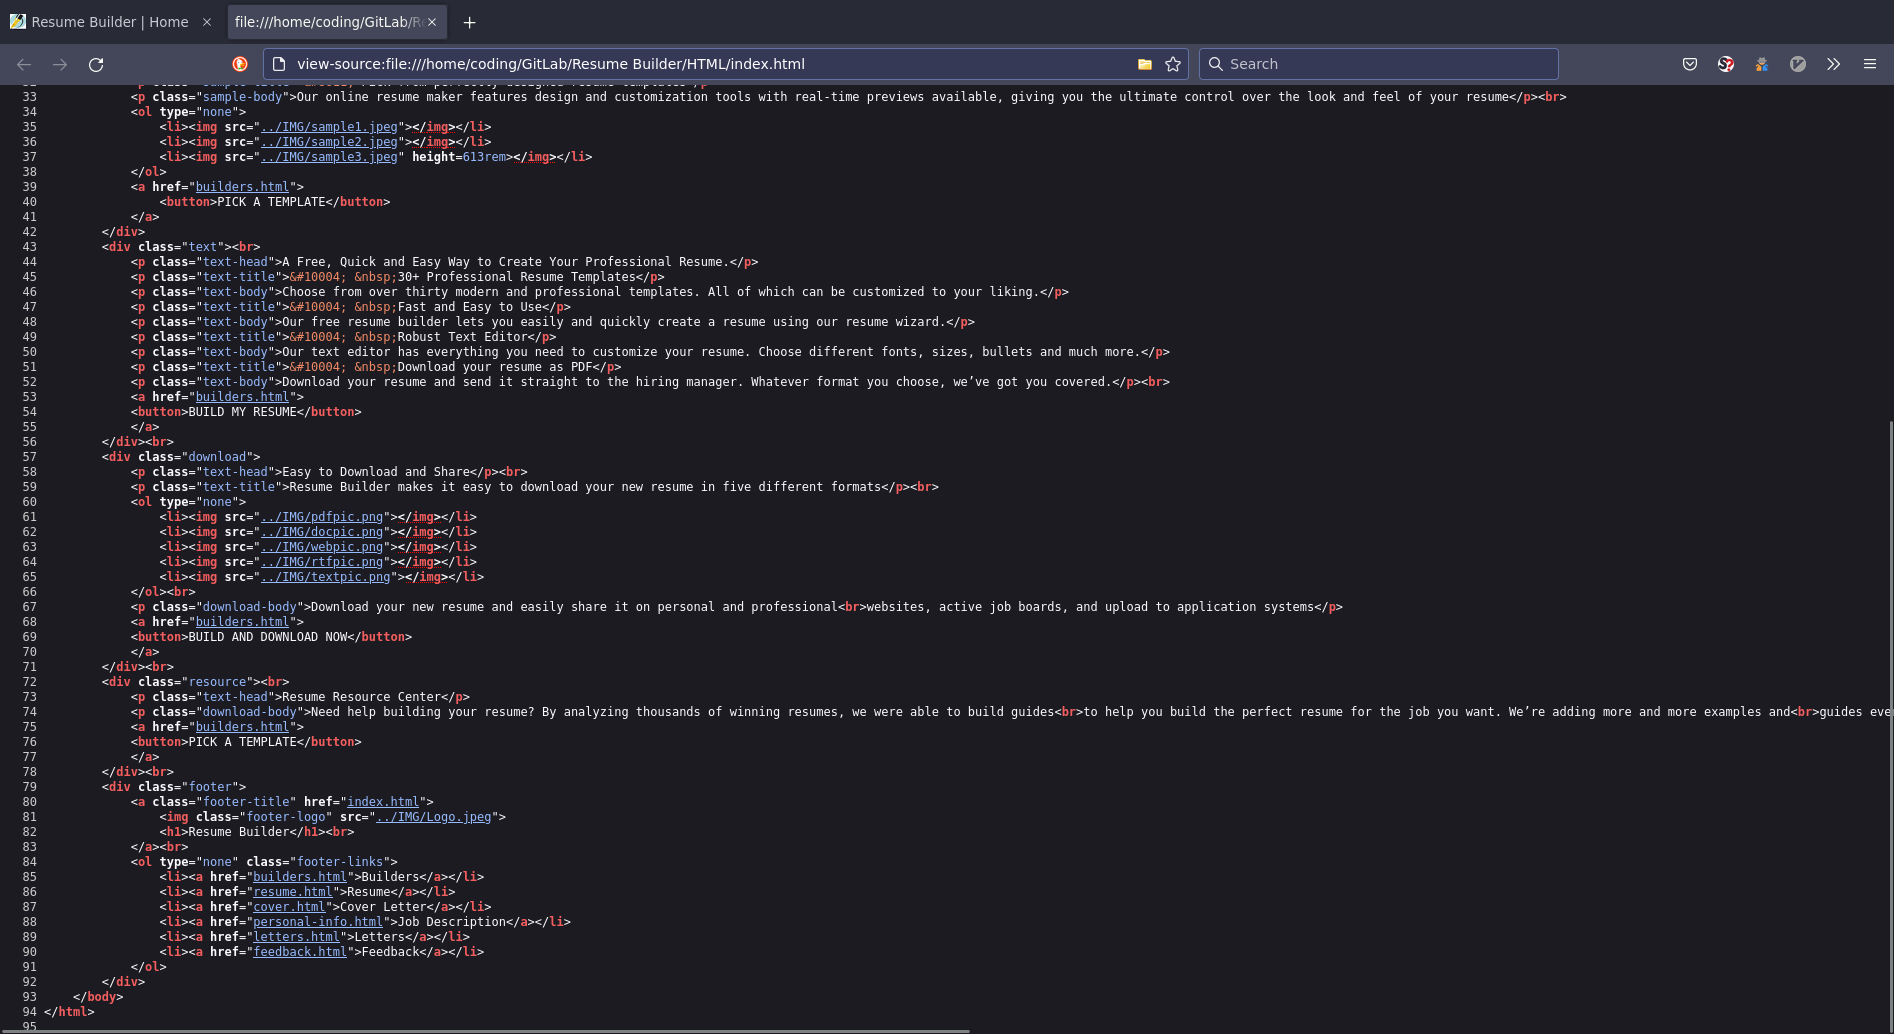 Resume Builder | Home
file:///home/coding/GitLab/Re
view-source:file:///home/coding/GitLab/Resume Builder/HTML/index.html
Search
33 <p class="sample-body">Our online resume maker features design and customization tools with real-time previews available, giving you the ultimate control over the look and feel of your resume</p><br>
34 <ol type="none">
35 <li><img src="../IMG/sample1.jpeg"></img></li>
36 <li><img src="../IMG/sample2.jpeg"></img></li>
37 <li><img src="../IMG/sample3.jpeg" height=613rem></img></li>
38 </ol>
39 <a href="builders.html">
40 <button>PICK A TEMPLATE</button>
41 </a>
42 </div>
43 <div class="text"><br>
44 <p class="text-head">A Free, Quick and Easy Way to Create Your Professional Resume.</p>
45 <p class="text-title">&#10004; &nbsp;30+ Professional Resume Templates</p>
46 <p class="text-body">Choose from over thirty modern and professional templates. All of which can be customized to your liking.</p>
47 <p class="text-title">&#10004; &nbsp;Fast and Easy to Use</p>
48 <p class="text-body">Our free resume builder lets you easily and quickly create a resume using our resume wizard.</p>
49 <p class="text-title">&#10004; &nbsp;Robust Text Editor</p>
50 <p class="text-body">Our text editor has everything you need to customize your resume. Choose different fonts, sizes, bullets and much more.</p>
51 <p class="text-title">&#10004; &nbsp;Download your resume as PDF</p>
52 <p class="text-body">Download your resume and send it straight to the hiring manager. Whatever format you choose, we’ve got you covered.</p><br>
53 <a href="builders.html">
54 <button>BUILD MY RESUME</button>
55 </a>
56 </div><br>
57 <div class="download">
58 <p class="text-head">Easy to Download and Share</p><br>
59 <p class="text-title">Resume Builder makes it easy to download your new resume in five different formats</p><br>
60 <ol type="none">
61 <li><img src="../IMG/pdfpic.png"></img></li>
62 <li><img src="../IMG/docpic.png"></img></li>
63 <li><img src="../IMG/webpic.png"></img></li>
64 <li><img src="../IMG/rtfpic.png"></img></li>
65 <li><img src="../IMG/textpic.png"></img></li>
66 </ol><br>
67 <p class="download-body">Download your new resume and easily share it on personal and professional<br>websites, active job boards, and upload to application systems</p>
68 <a href="builders.html">
69 <button>BUILD AND DOWNLOAD NOW</button>
70 </a>
71 </div><br>
72 <div class="resource"><br>
73 <p class="text-head">Resume Resource Center</p>
74 <p class="download-body">Need help building your resume? By analyzing thousands of winning resumes, we were able to build guides<br>to help you build the perfect resume for the job you want. We’re adding more and more examples and<br>guides eve
75 <a href="builders.html">
76 <button>PICK A TEMPLATE</button>
77 </a>
78 </div><br>
79 <div class="footer">
80 <a class="footer-title" href="index.html">
81 <img class="footer-logo" src="../IMG/Logo.jpeg">
82 <h1>Resume Builder</h1><br>
83 </a><br>
84 <ol type="none" class="footer-links">
85 <li><a href="builders.html">Builders</a></li>
86 <li><a href="resume.html">Resume</a></li>
87 <li><a href="cover.html">Cover Letter</a></li>
88 <li><a href="personal-info.html">Job Description</a></li>
89 <li><a href="letters.html">Letters</a></li>
90 <li><a href="feedback.html">Feedback</a></li>
91 </ol>
92 </div>
93 </body>
94 </html>
95